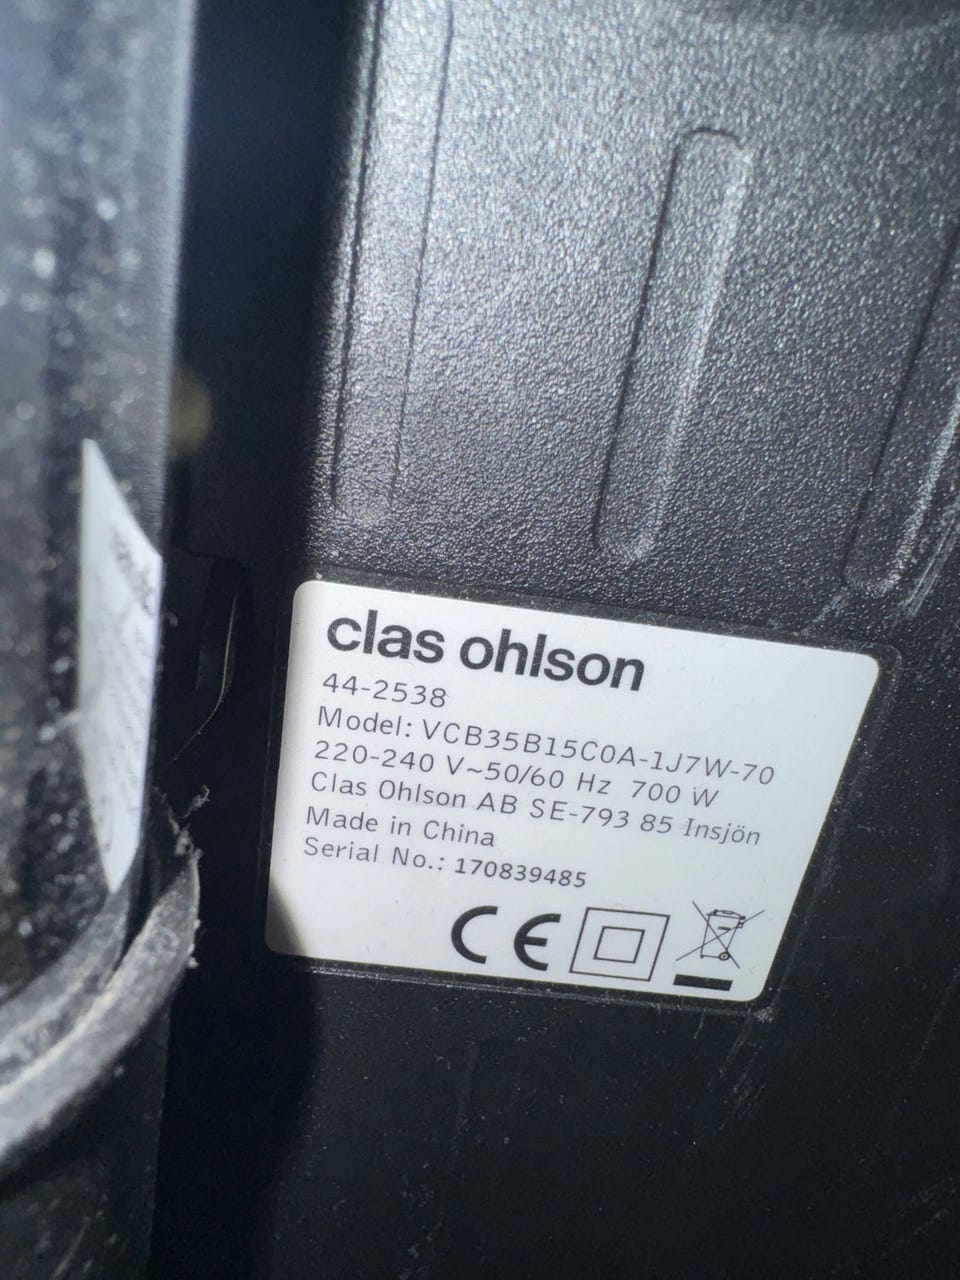 clas ohlson
44-2538
Model: VCB35B15C0A-1J7W-70
220-240 V~50/60 Hz 700 W
Clas Ohlson AB SE-793 85 Insjön
Made in China
Serial No.: 170839485
CE